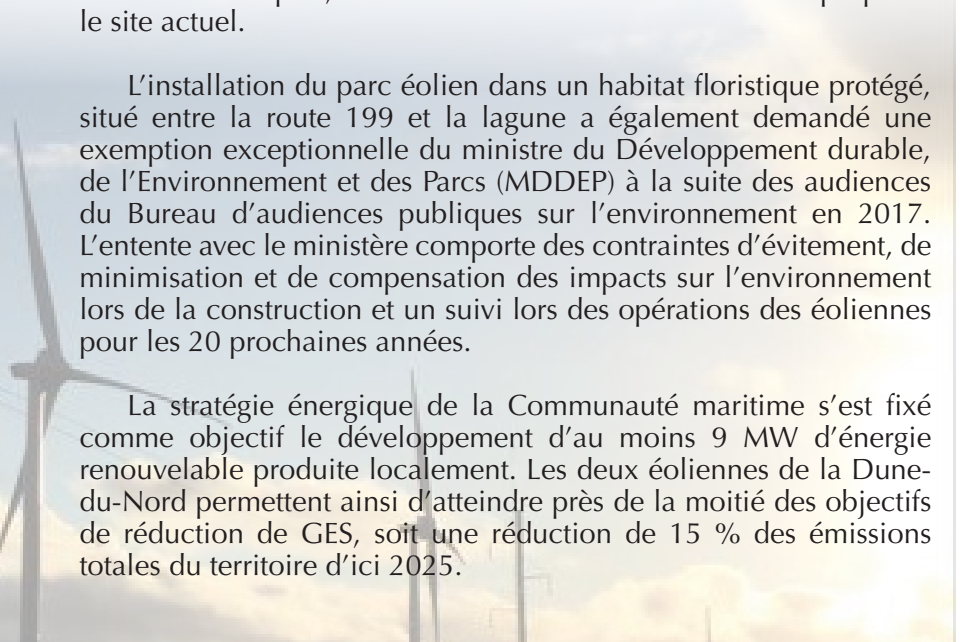 le site actuel.
L'installation du parc éolien dans un habitat floristique protégé,
situé entre la route 199 et la lagune a également demandé une
exemption exceptionnelle du ministre du Développement durable,
de l'Environnement et des Parcs (MDDEP) à la suite des audiences
du Bureau d'audiences publiques sur l'environnement en 2017.
L'entente avec le ministère comporte des contraintes d'évitement, de
minimisation et de compensation des impacts sur l'environnement
lors de la construction et un suivi lors des opérations des éoliennes
pour les 20 prochaines années.
La stratégie énergique de la Communauté maritime s'est fixé
comme objectif le développement d'au moins 9 MW d'énergie
renouvelable produite localement. Les deux éoliennes de la Dune-
du-Nord permettent ainsi d'atteindre près de la moitié des objectifs
de réduction de GES, soit une réduction de 15 % des émissions
totales du territoire d'ici 2025.